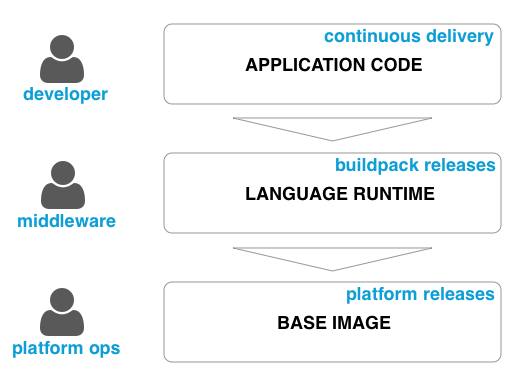 continuous delivery
APPLICATION CODE
developer
buildpack releases
LANGUAGE RUNTIME
middleware
platform releases
BASE IMAGE
platform ops